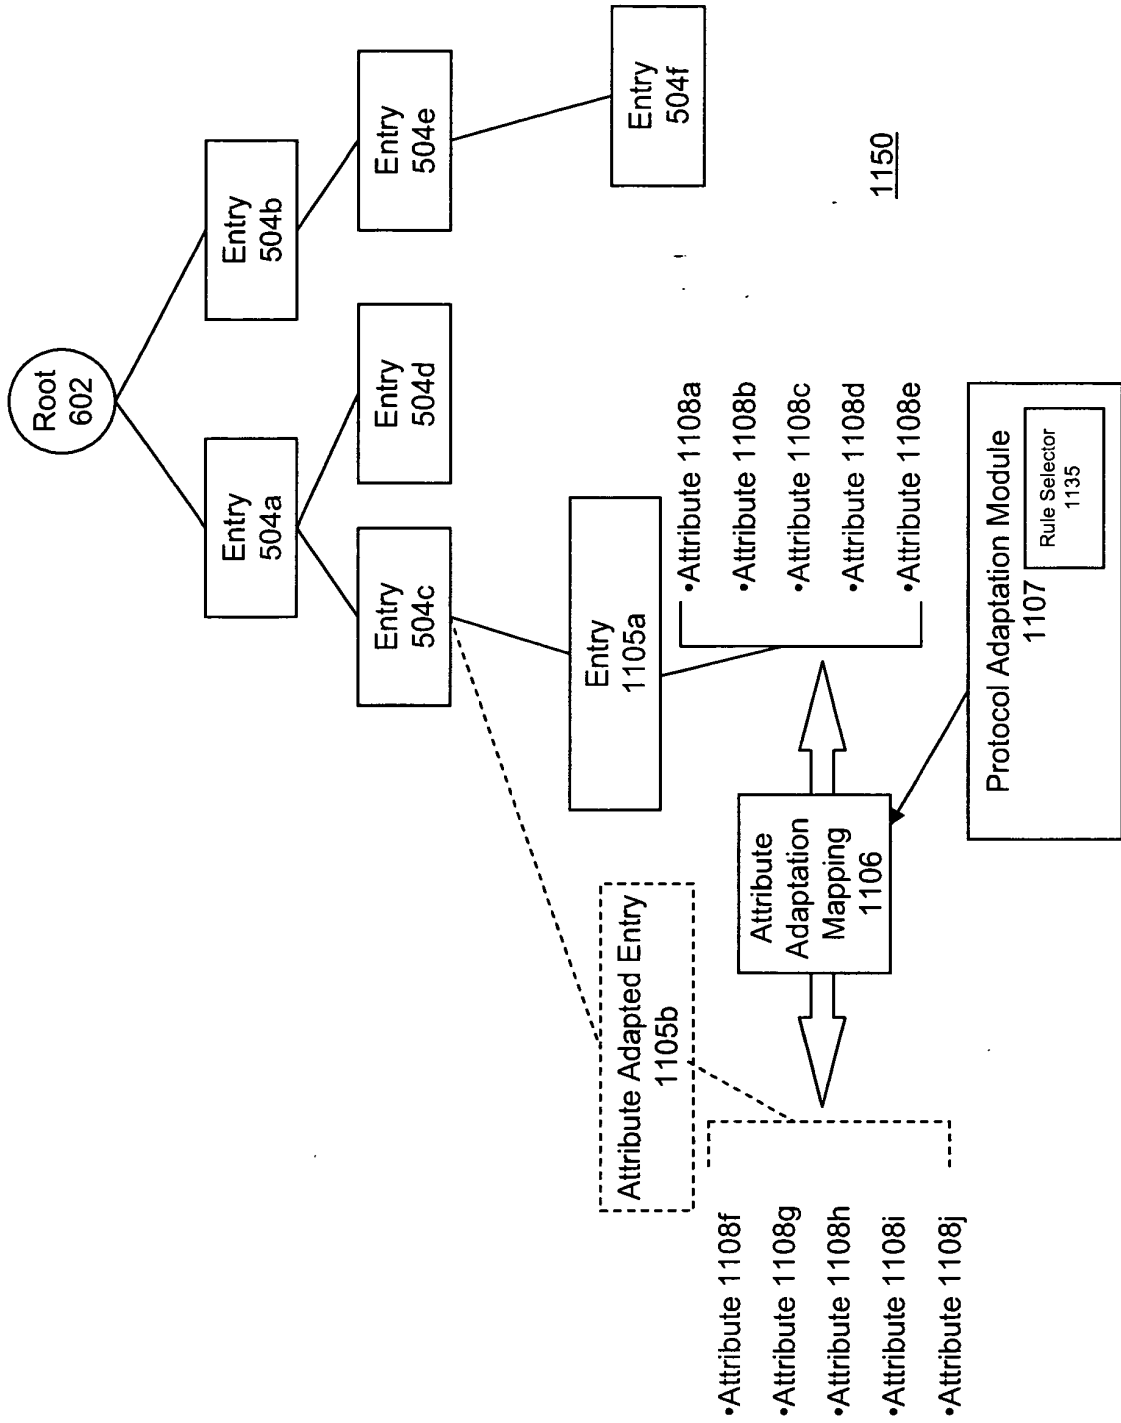 Root
602
Entry
504a
Entry
504b
Entry
504c
Entry
504d
Entry
504e
Entry
504f
Entry
1105a
Attribute Adapted Entry
1105b
•Attribute 1108a
•Attribute 1108b
•Attribute 1108c
•Attribute 1108d
•Attribute 1108e
•Attribute 1108f
•Attribute 1108g
•Attribute 1108h
•Attribute 1108i
•Attribute 1108j
Attribute
Adaptation
Mapping
1106
Protocol Adaptation Module
1107
Rule Selector
1135
1150